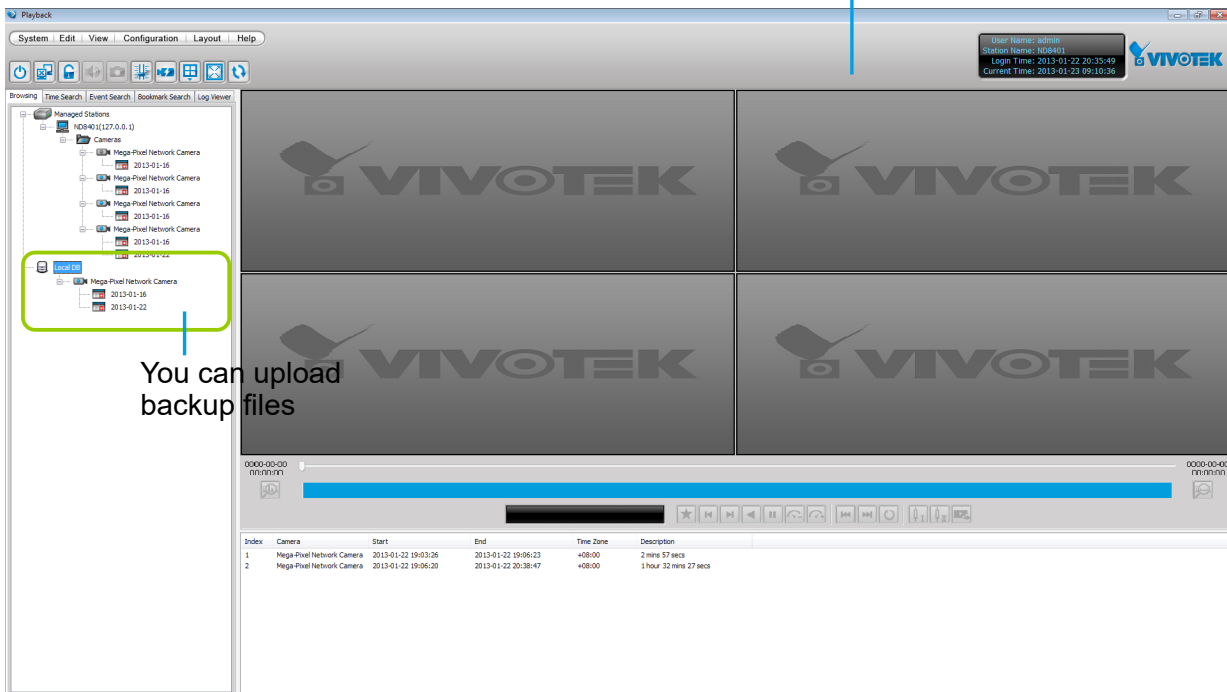 Playback
System Edit View Configuration Layout Help
User Name: admin
Station Name: ND8401
Login Time: 2013-01-22 20:35:49
Current Time: 2013-01-23 09:10:36
VIVOTEK
Browsing Time Search Event Search Bookmark Search Log Viewer
Managed Stations
ND8401(127.0.0.1)
Cameras
Mega-Pixel Network Camera
2013-01-16
Mega-Pixel Network Camera
2013-01-16
Mega-Pixel Network Camera
2013-01-16
Mega-Pixel Network Camera
2013-01-16
2013-01-22
Local DB
Mega-Pixel Network Camera
2013-01-16
2013-01-22
You can upload
backup files
VIVOTEK
VIVOTEK
VIVOTEK
VIVOTEK
0000-00-00
00:00:00
0000-00-00
00:00:00
Index Camera Start End Time Zone Description
1 Mega-Pixel Network Camera 2013-01-22 19:03:26 2013-01-22 19:06:23 +08:00 2 mins 57 secs
2 Mega-Pixel Network Camera 2013-01-22 19:06:20 2013-01-22 20:38:47 +08:00 1 hour 32 mins 27 secs